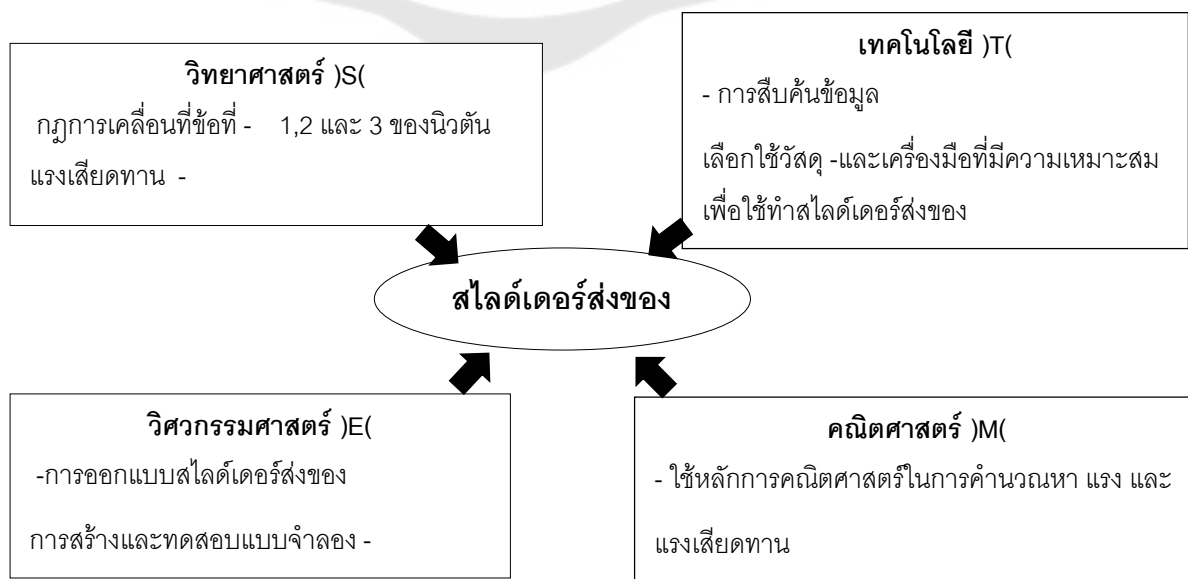 วิทยาศาสตร์ )S(
กฎการเคลื่อนที่ข้อที่ - 1,2 และ 3 ของนิวตัน
แรงเสียดทาน -
เทคโนโลยี )T(
- การสืบค้นข้อมูล
เลือกใช้วัสดุ -และเครื่องมือที่มีความเหมาะสม
เพื่อใช้ทำสไลด์เดอร์ส่งของ
สไลด์เดอร์ส่งของ
วิศวกรรมศาสตร์ )E(
-การออกแบบสไลด์เดอร์ส่งของ
การสร้างและทดสอบแบบจำลอง -
คณิตศาสตร์ )M(
- ใช้หลักการคณิตศาสตร์ในการคำนวณหา แรง และ
แรงเสียดทาน